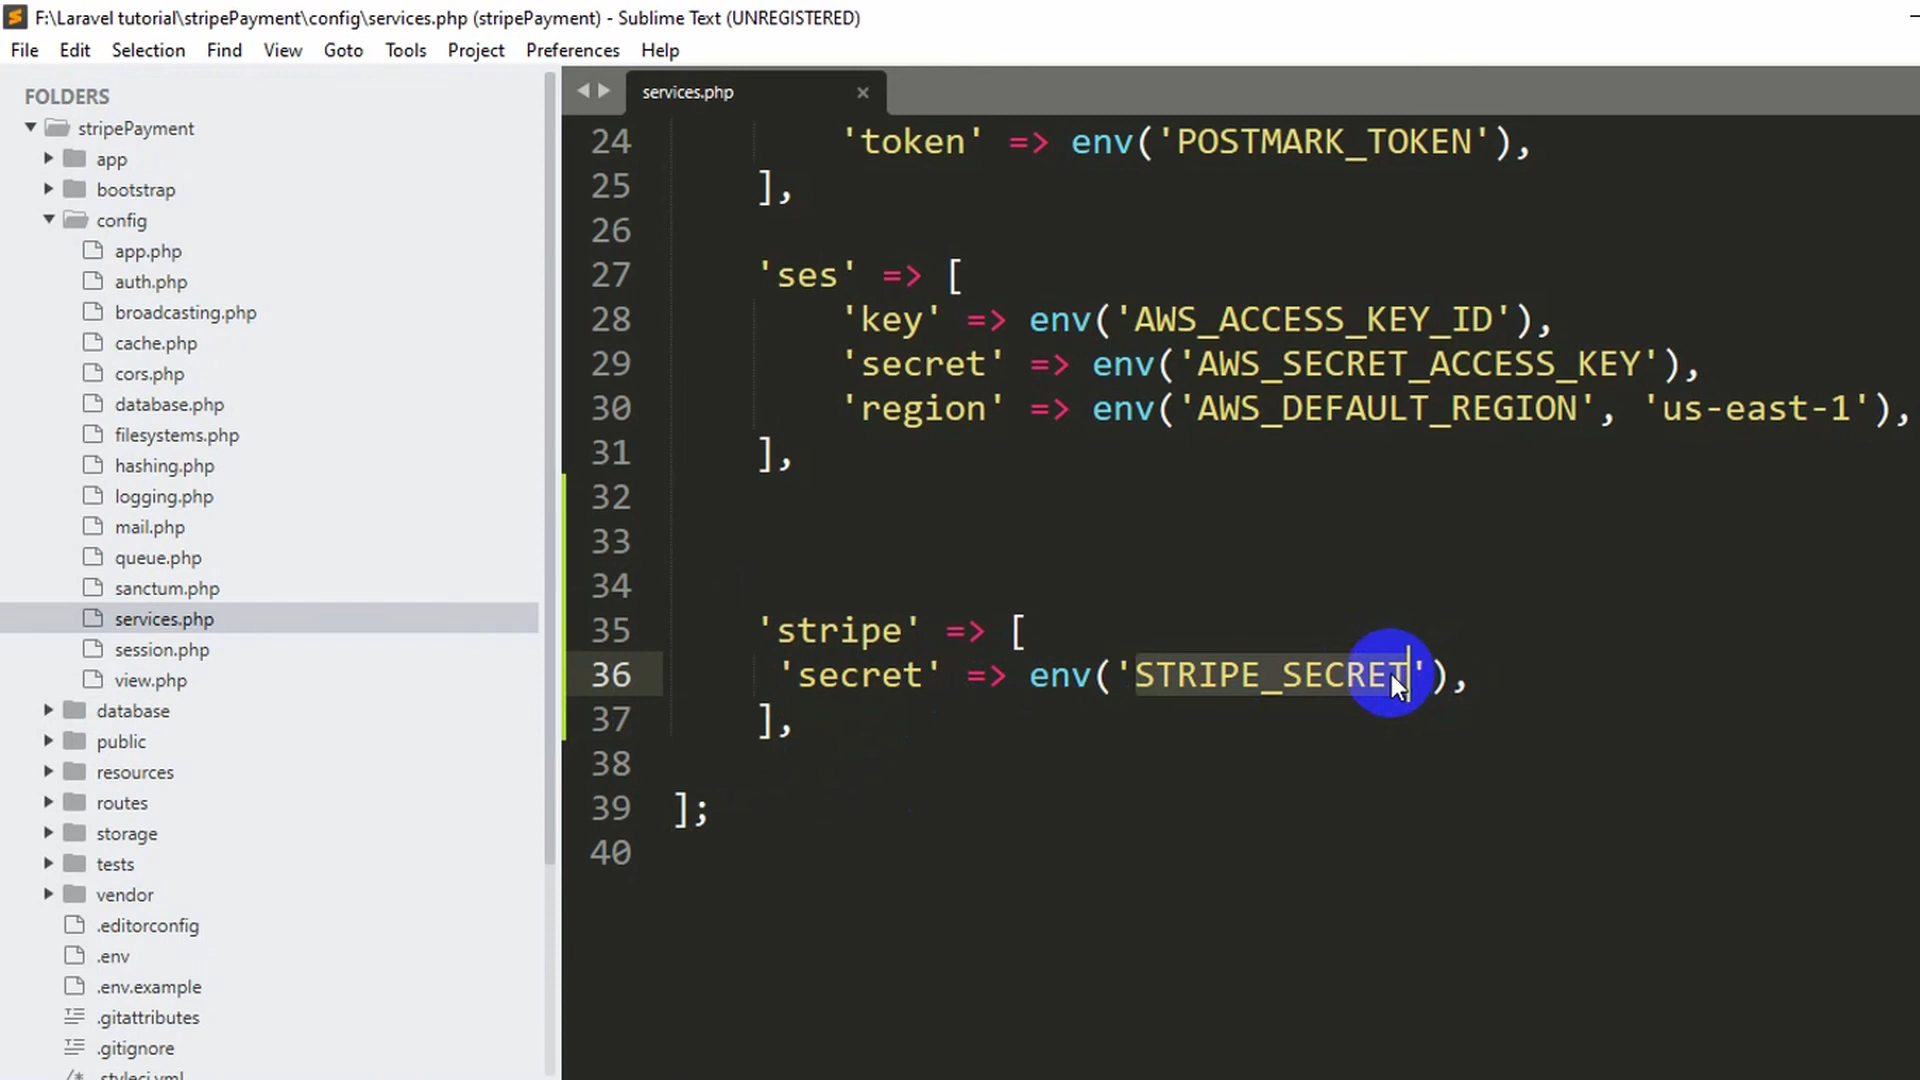 F:\Laravel tutorial\stripePayment\config\services.php (stripePayment) - Sublime Text (UNREGISTERED)
File Edit Selection Find View Goto Tools Project Preferences Help
FOLDERS
stripePayment
app
bootstrap
config
app.php
auth.php
broadcasting.php
cache.php
cors.php
database.php
filesystems.php
hashing.php
logging.php
mail.php
queue.php
sanctum.php
services.php
session.php
view.php
database
public
resources
routes
storage
tests
vendor
.editorconfig
.env
.env.example
.gitattributes
.gitignore
.styleci.yml
services.php
24 'token' => env('POSTMARK_TOKEN'),
25 ],
26
27 'ses' => [
28 'key' => env('AWS_ACCESS_KEY_ID'),
29 'secret' => env('AWS_SECRET_ACCESS_KEY'),
30 'region' => env('AWS_DEFAULT_REGION', 'us-east-1'),
31 ],
32
33
34
35 'stripe' => [
36 'secret' => env('STRIPE_SECRET'),
37 ],
38
39 ];
40